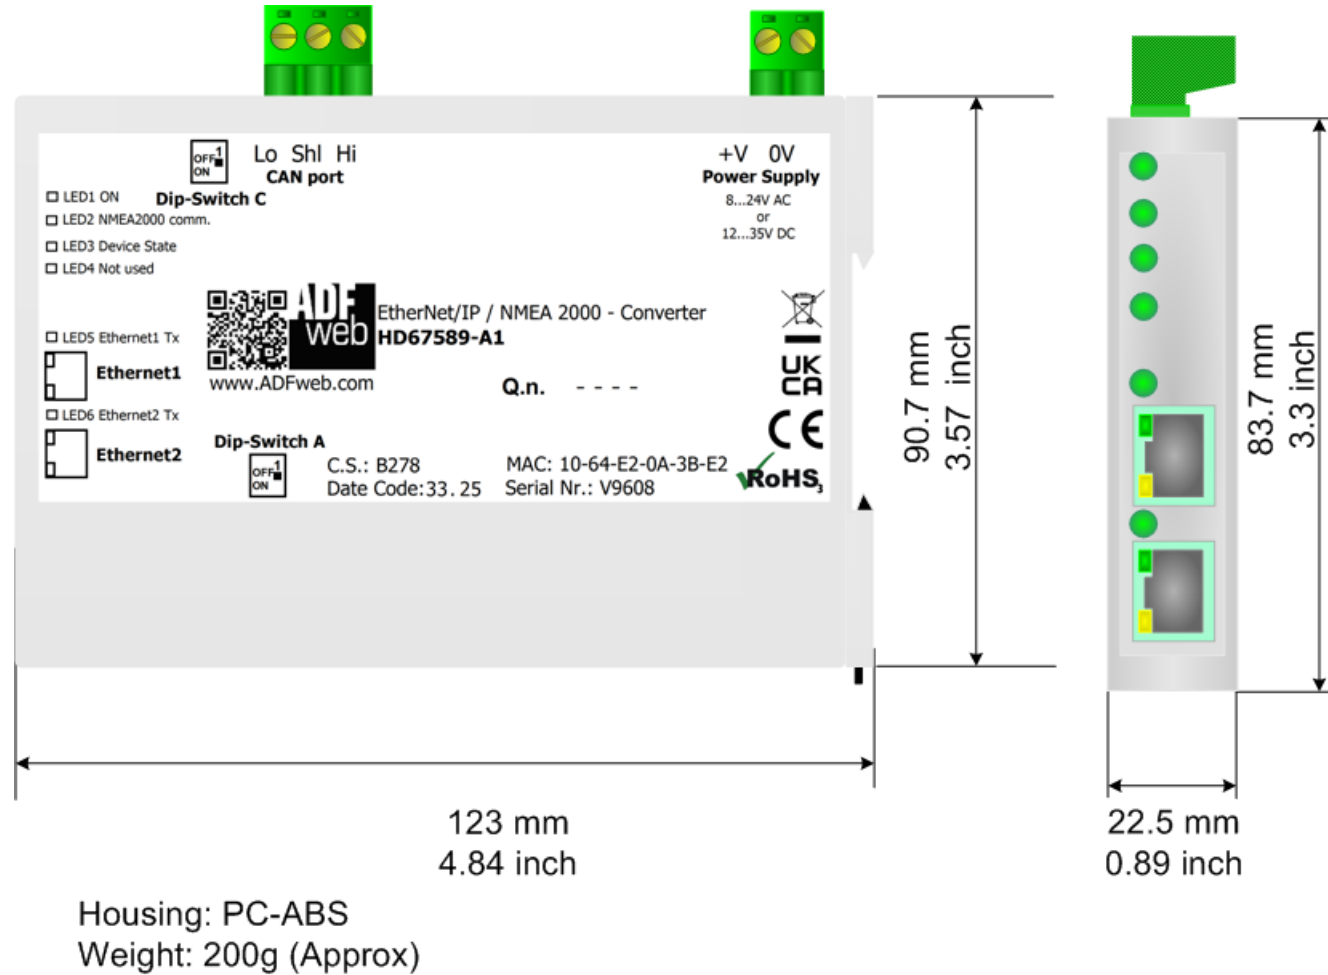 OFF 1
ON
Lo Shl Hi
CAN port
Dip-Switch C
+V 0V
Power Supply
8...24V AC
or
12...35V DC
LED1 ON
LED2 NMEA2000 comm.
LED3 Device State
LED4 Not used
ADF
web
www.ADFweb.com
EtherNet/IP / NMEA 2000 - Converter
HD67589-A1
Q.n. - - - -
LED5 Ethernet1 Tx
Ethernet1
LED6 Ethernet2 Tx
Ethernet2
Dip-Switch A
OFF 1
ON
C.S.: B278
Date Code:33.25
MAC: 10-64-E2-0A-3B-E2
Serial Nr.: V9608
UK
CA
CE
RoHS3
90.7 mm
3.57 inch
83.7 mm
3.3 inch
123 mm
4.84 inch
22.5 mm
0.89 inch
Housing: PC-ABS
Weight: 200g (Approx)